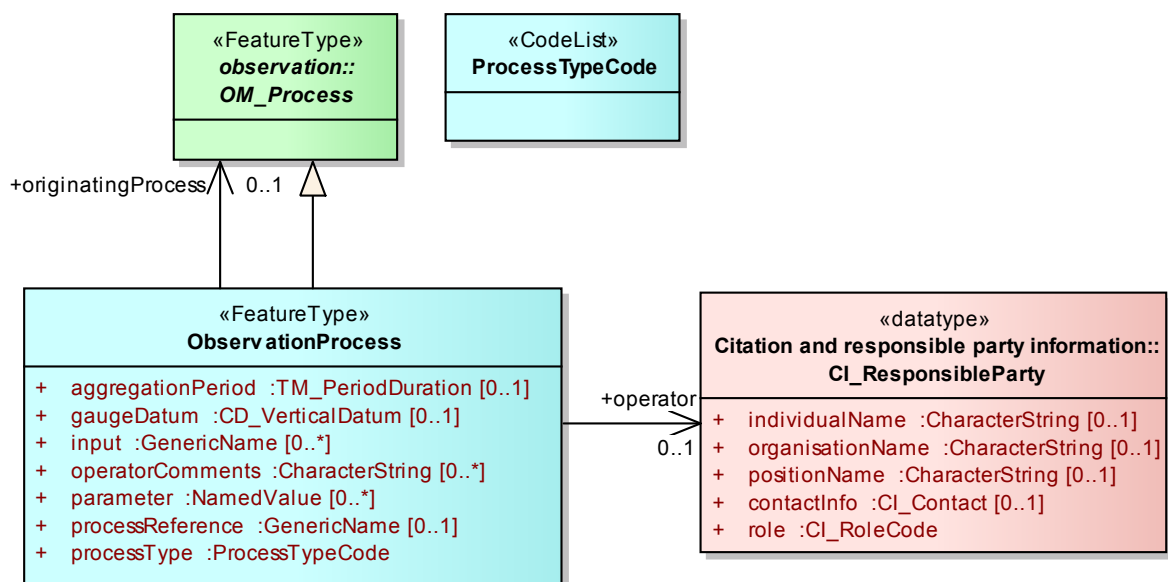 «FeatureType»
observation::
OM_Process
«CodeList»
ProcessTypeCode
+originatingProcess
0..1
«FeatureType»
ObservationProcess
+ aggregationPeriod :TM_PeriodDuration [0..1]
+ gaugeDatum :CD_VerticalDatum [0..1]
+ input :GenericName [0..*]
+ operatorComments :CharacterString [0..*]
+ parameter :NamedValue [0..*]
+ processReference :GenericName [0..1]
+ processType :ProcessTypeCode
+operator
0..1
«datatype»
Citation and responsible party information::
CI_ResponsibleParty
+ individualName :CharacterString [0..1]
+ organisationName :CharacterString [0..1]
+ positionName :CharacterString [0..1]
+ contactInfo :CI_Contact [0..1]
+ role :CI_RoleCode